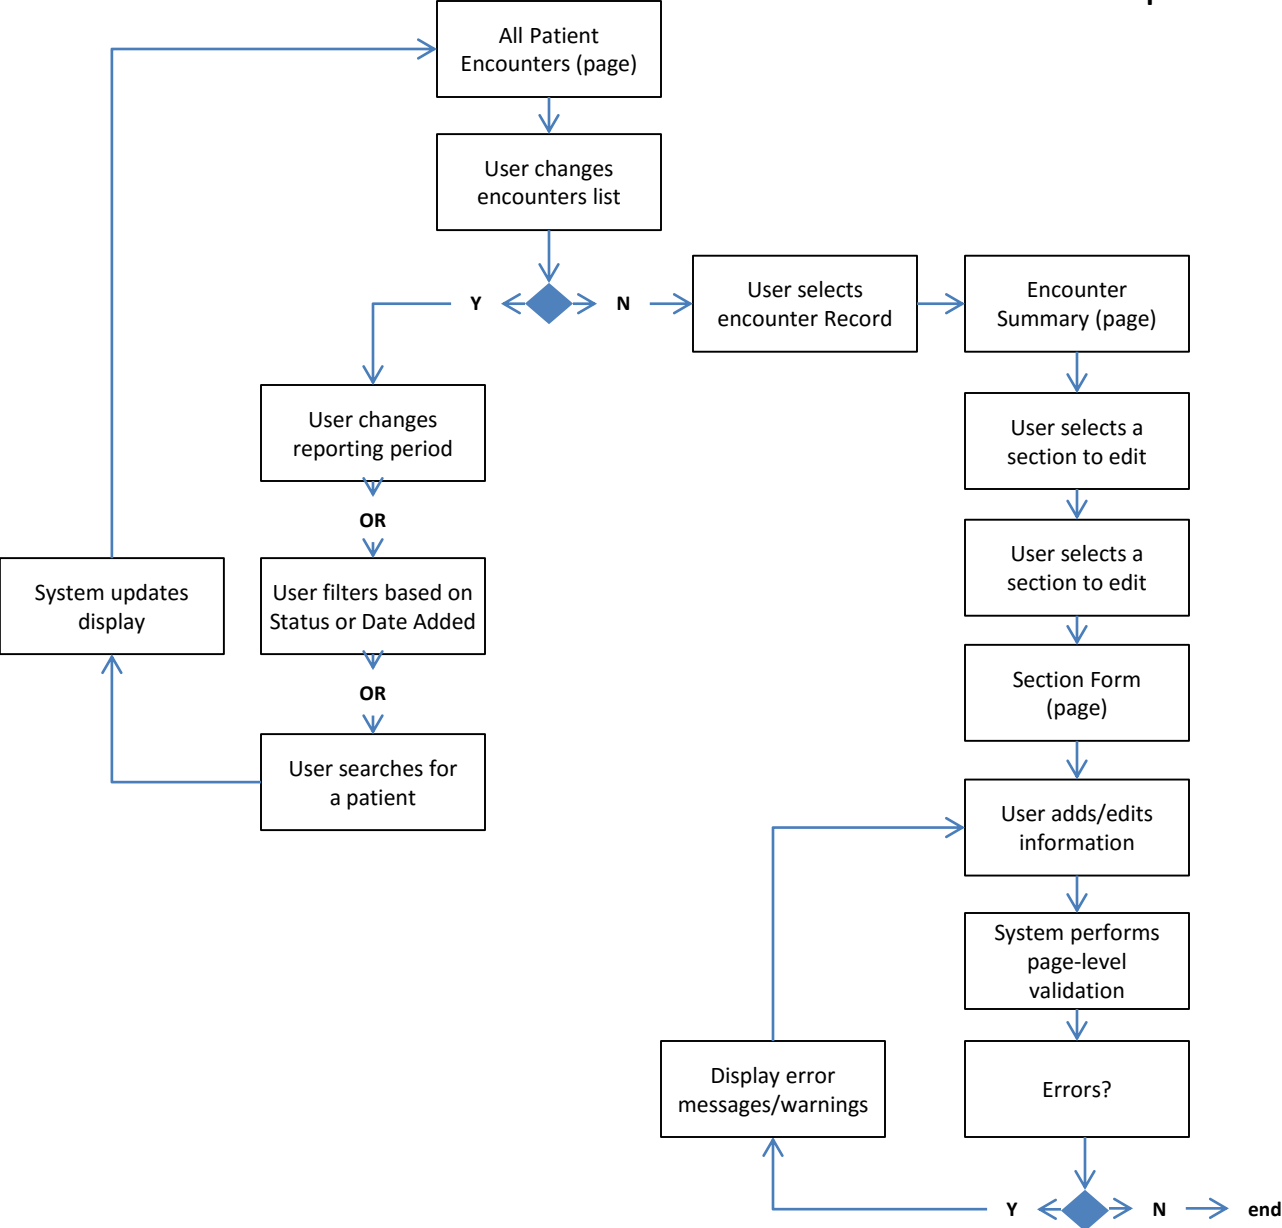 All Patient
Encounters (page)
User changes
encounters list
Y
N
User selects
encounter Record
Encounter
Summary (page)
User changes
reporting period
OR
User filters based on
Status or Date Added
OR
User searches for
a patient
System updates
display
User selects a
section to edit
User selects a
section to edit
Section Form
(page)
User adds/edits
information
System performs
page-level
validation
Errors?
Display error
messages/warnings
Y
N
end